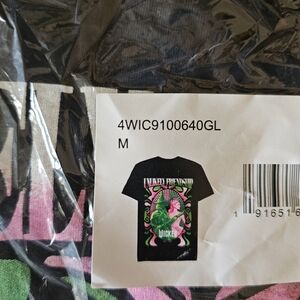 4WIC9100640GL
M
UNLIKELY FRIENDSHIP
WICKED
1 91651